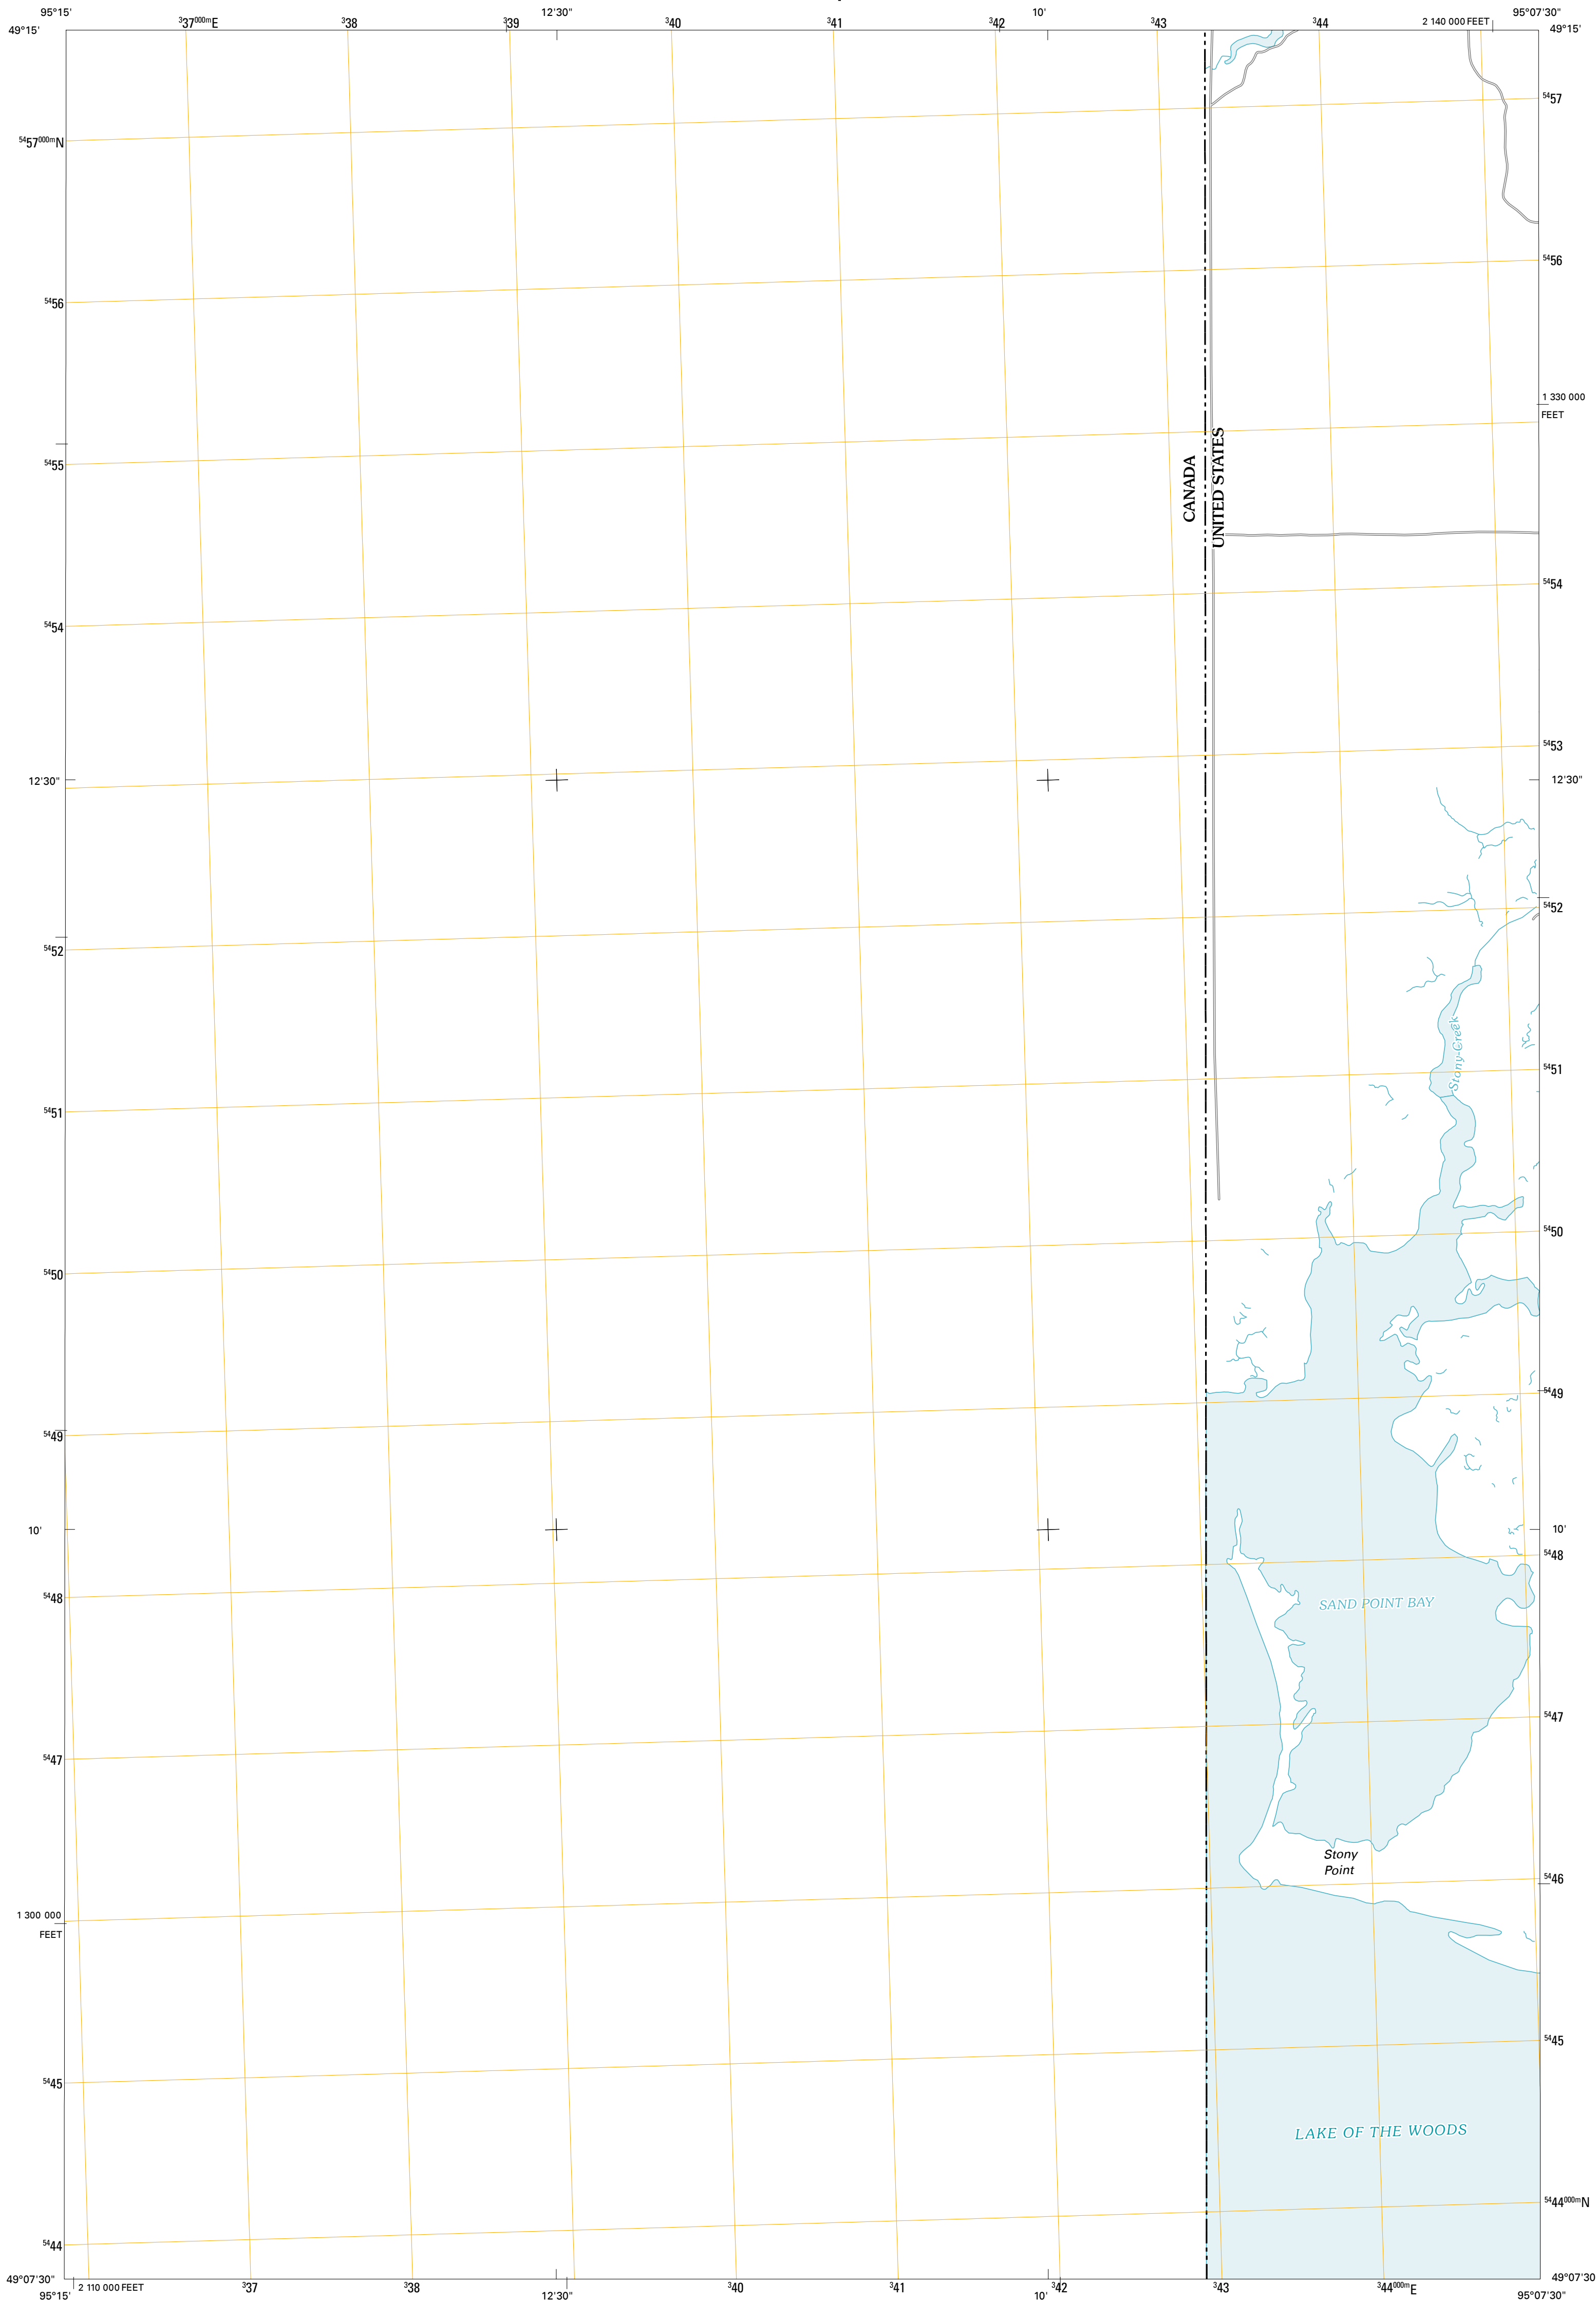 95°15' ³37⁰⁰⁰ᵐE ³38 ³39 12'30" ³40 ³41 ³42 10' ³43 ³44 2 140 000 FEET 95°07'30"
49°15' 49°15'
⁵⁴57
⁵⁴57⁰⁰⁰ᵐN
⁵⁴56
⁵⁴56
1 330 000
FEET
⁵⁴55
CANADA
UNITED STATES
⁵⁴54
⁵⁴54
⁵⁴53
12'30" 12'30"
⁵⁴52
⁵⁴52
Stony Creek
⁵⁴51
⁵⁴51
⁵⁴50
⁵⁴50
⁵⁴49
⁵⁴49
10' 10'
⁵⁴48
⁵⁴48
SAND POINT BAY
⁵⁴47
⁵⁴47
Stony
Point
⁵⁴46
1 300 000
FEET
⁵⁴45
⁵⁴45
LAKE OF THE WOODS
⁵⁴44⁰⁰⁰ᵐN
⁵⁴44
49°07'30" 49°07'30
95°15' 2 110 000 FEET ³37 ³38 12'30" ³40 ³41 10' ³42 ³43 ³44⁰⁰⁰ᵐE 95°07'30"